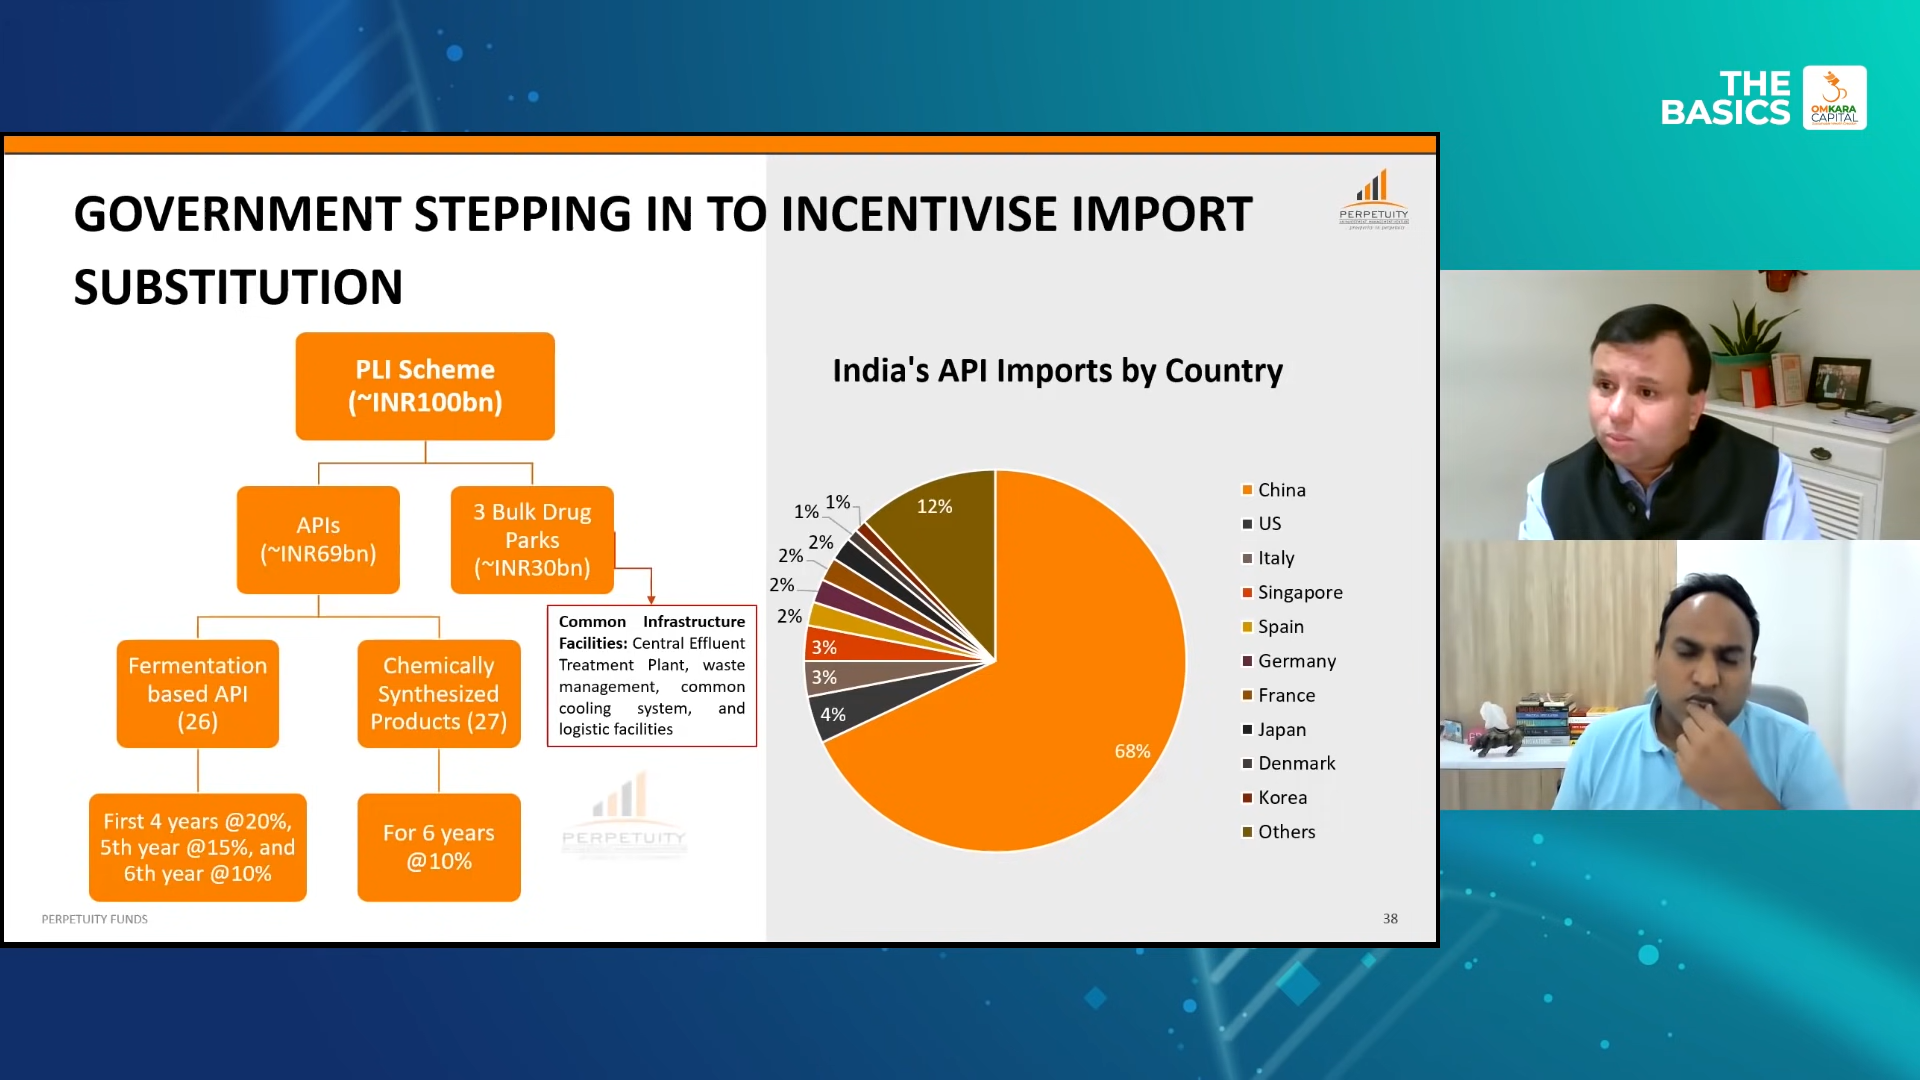 THE
BASICS
OMKARA
CAPITAL
GOVERNMENT STEPPING IN TO INCENTIVISE IMPORT
SUBSTITUTION
PERPETUITY
PLI Scheme
(~INR100bn)
APIs
(~INR69bn)
3 Bulk Drug
Parks
(~INR30bn)
Common Infrastructure
Facilities: Central Effluent
Treatment Plant, waste
management, common
cooling system, and
logistic facilities
Fermentation
based API
(26)
Chemically
Synthesized
Products (27)
First 4 years @20%,
5th year @15%, and
6th year @10%
For 6 years
@10%
PERPETUITY
PERPETUITY FUNDS
India's API Imports by Country
12%
1%
1%
2%
2%
2%
2%
3%
3%
4%
68%
China
US
Italy
Singapore
Spain
Germany
France
Japan
Denmark
Korea
Others
38